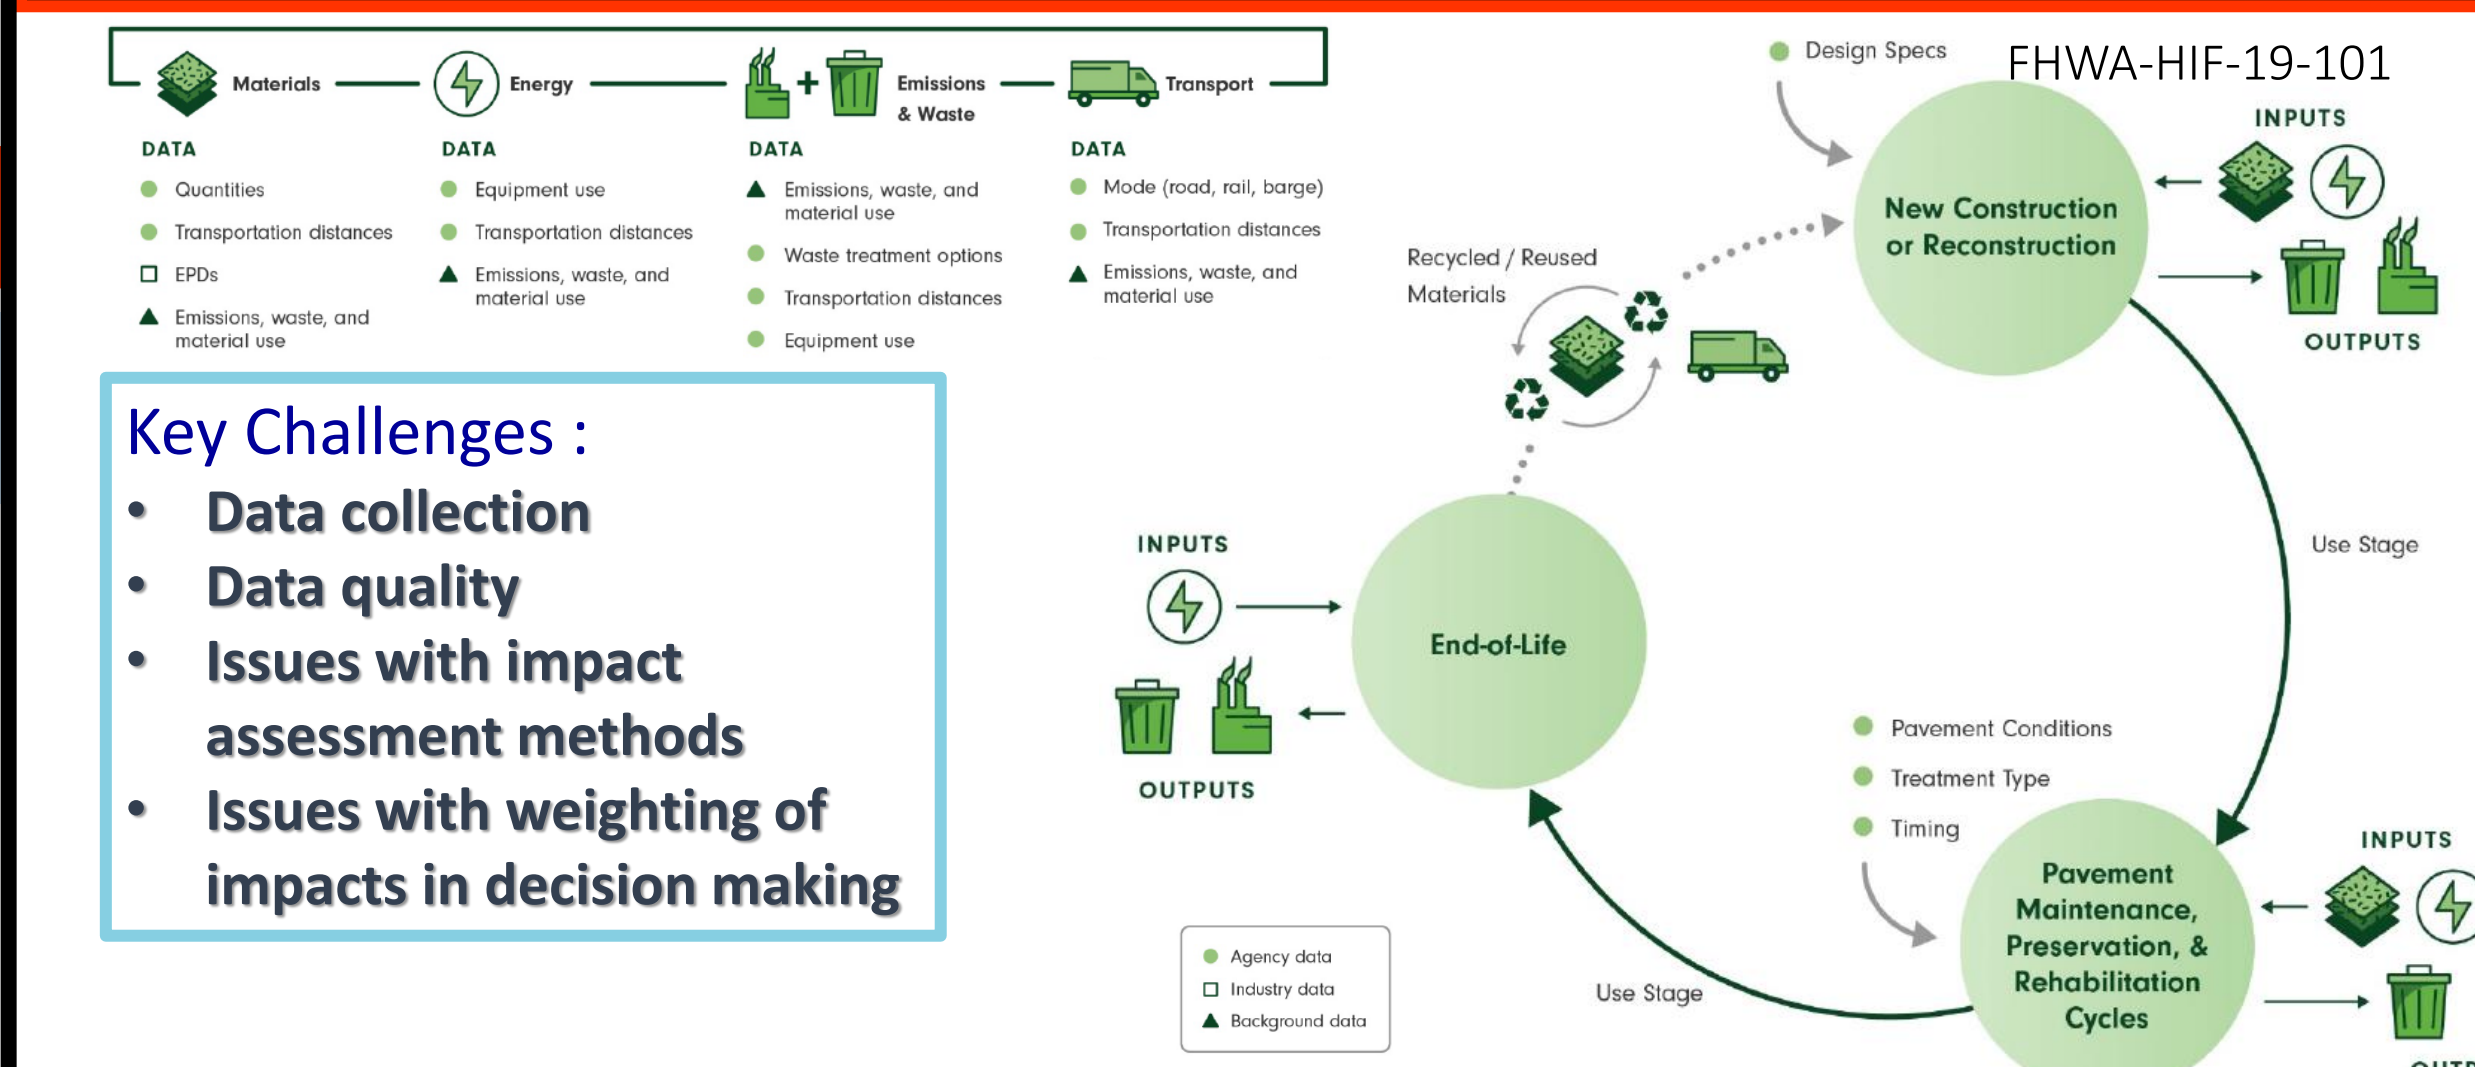 Materials
Energy
Emissions
& Waste
Transport
DATA
Quantities
Transportation distances
EPDs
Emissions, waste, and
material use
DATA
Equipment use
Transportation distances
Emissions, waste, and
material use
DATA
Emissions, waste, and
material use
Waste treatment options
Transportation distances
Equipment use
DATA
Mode (road, rail, barge)
Transportation distances
Emissions, waste, and
material use
Key Challenges :
• Data collection
• Data quality
• Issues with impact
assessment methods
• Issues with weighting of
impacts in decision making
Design Specs
FHWA-HIF-19-101
New Construction
or Reconstruction
INPUTS
OUTPUTS
Recycled / Reused
Materials
Use Stage
INPUTS
End-of-Life
OUTPUTS
Pavement Conditions
Treatment Type
Timing
Pavement
Maintenance,
Preservation, &
Rehabilitation
Cycles
INPUTS
Use Stage
Agency data
Industry data
Background data